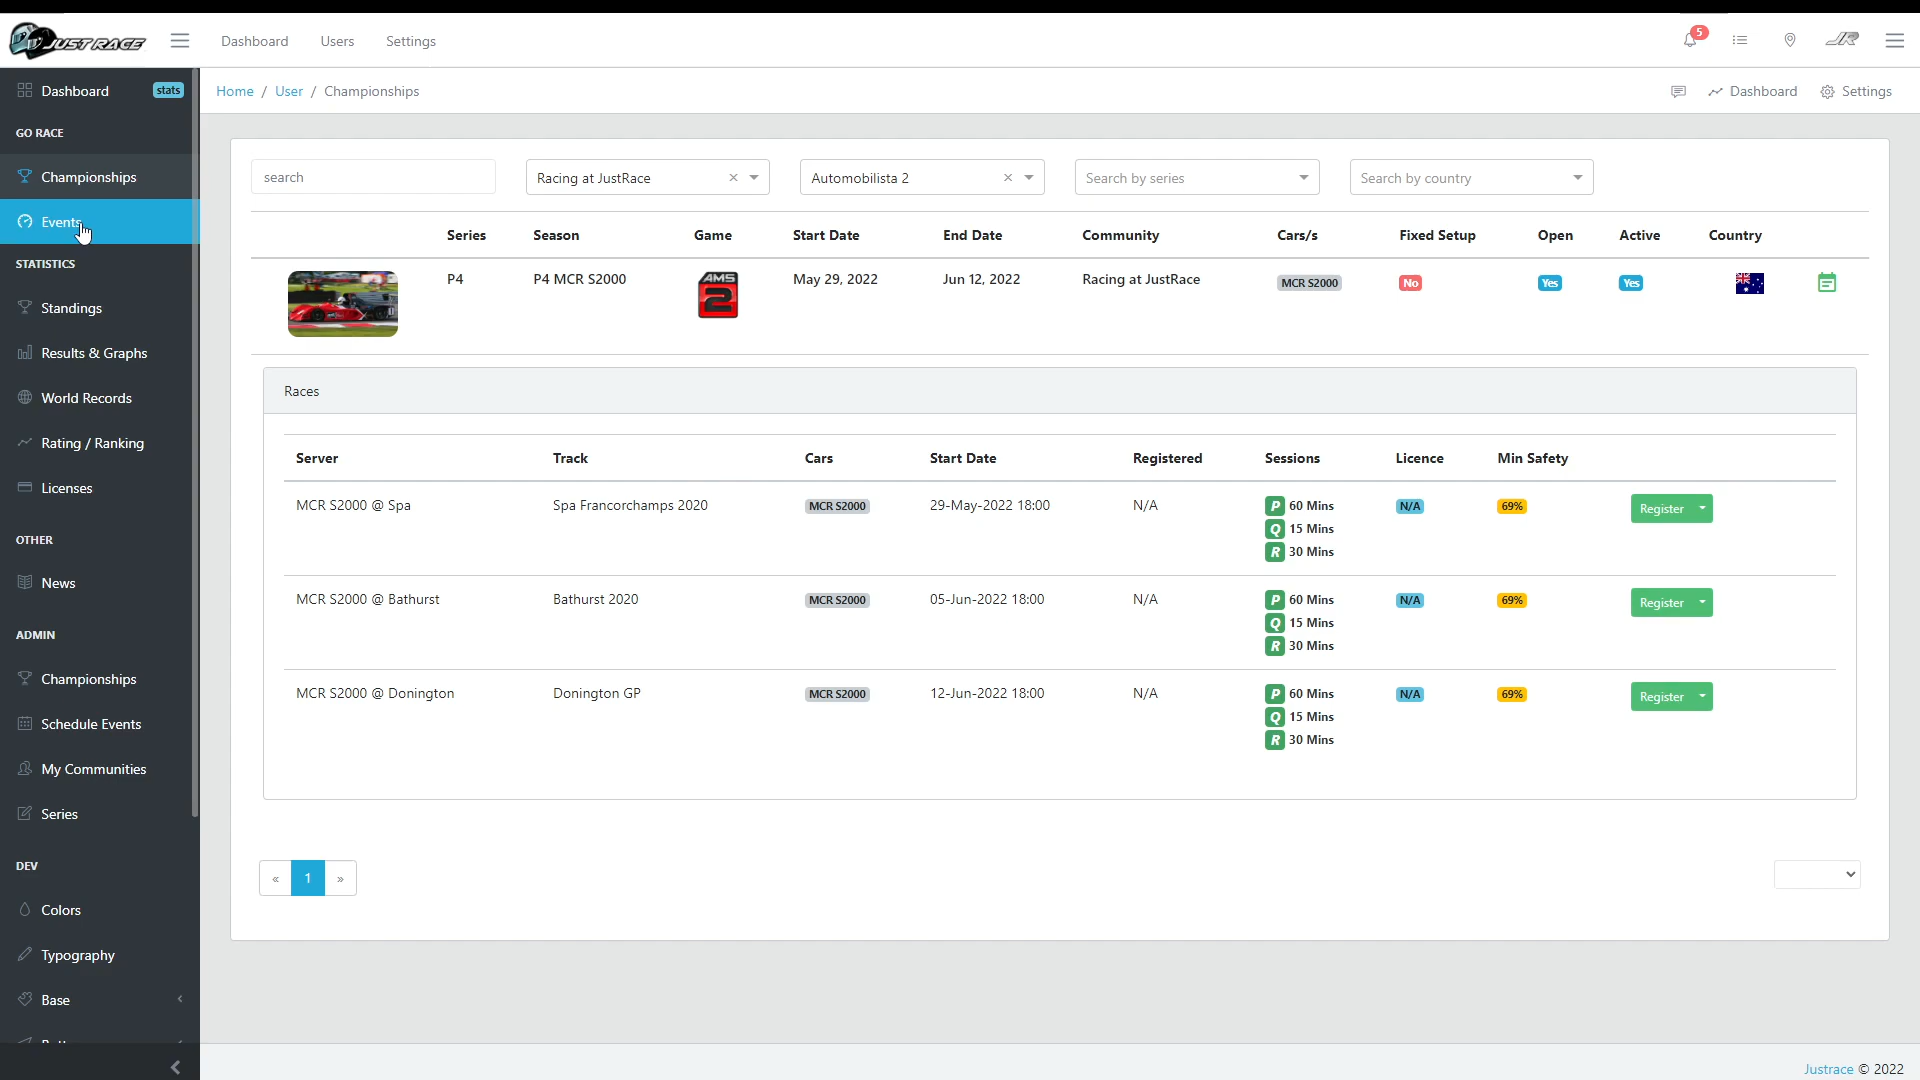 JUST RACE
Dashboard Users Settings
5
Dashboard stats
Home / User / Championships
Dashboard Settings
GO RACE
Championships
Events
STATISTICS
Standings
Results & Graphs
World Records
Rating / Ranking
Licenses
OTHER
News
ADMIN
Championships
Schedule Events
My Communities
Series
DEV
Colors
Typography
Base
search
Racing at JustRace ×
Automobilista 2 ×
Search by series
Search by country
Series Season Game Start Date End Date Community Cars/s Fixed Setup Open Active Country
P4 P4 MCR S2000 AMS 2 May 29, 2022 Jun 12, 2022 Racing at JustRace MCR S2000 No Yes Yes
Races
Server Track Cars Start Date Registered Sessions Licence Min Safety
MCR S2000 @ Spa Spa Francorchamps 2020 MCR S2000 29-May-2022 18:00 N/A P 60 Mins N/A 69% Register
Q 15 Mins
R 30 Mins
MCR S2000 @ Bathurst Bathurst 2020 MCR S2000 05-Jun-2022 18:00 N/A P 60 Mins N/A 69% Register
Q 15 Mins
R 30 Mins
MCR S2000 @ Donington Donington GP MCR S2000 12-Jun-2022 18:00 N/A P 60 Mins N/A 69% Register
Q 15 Mins
R 30 Mins
« 1 »
Justrace © 2022